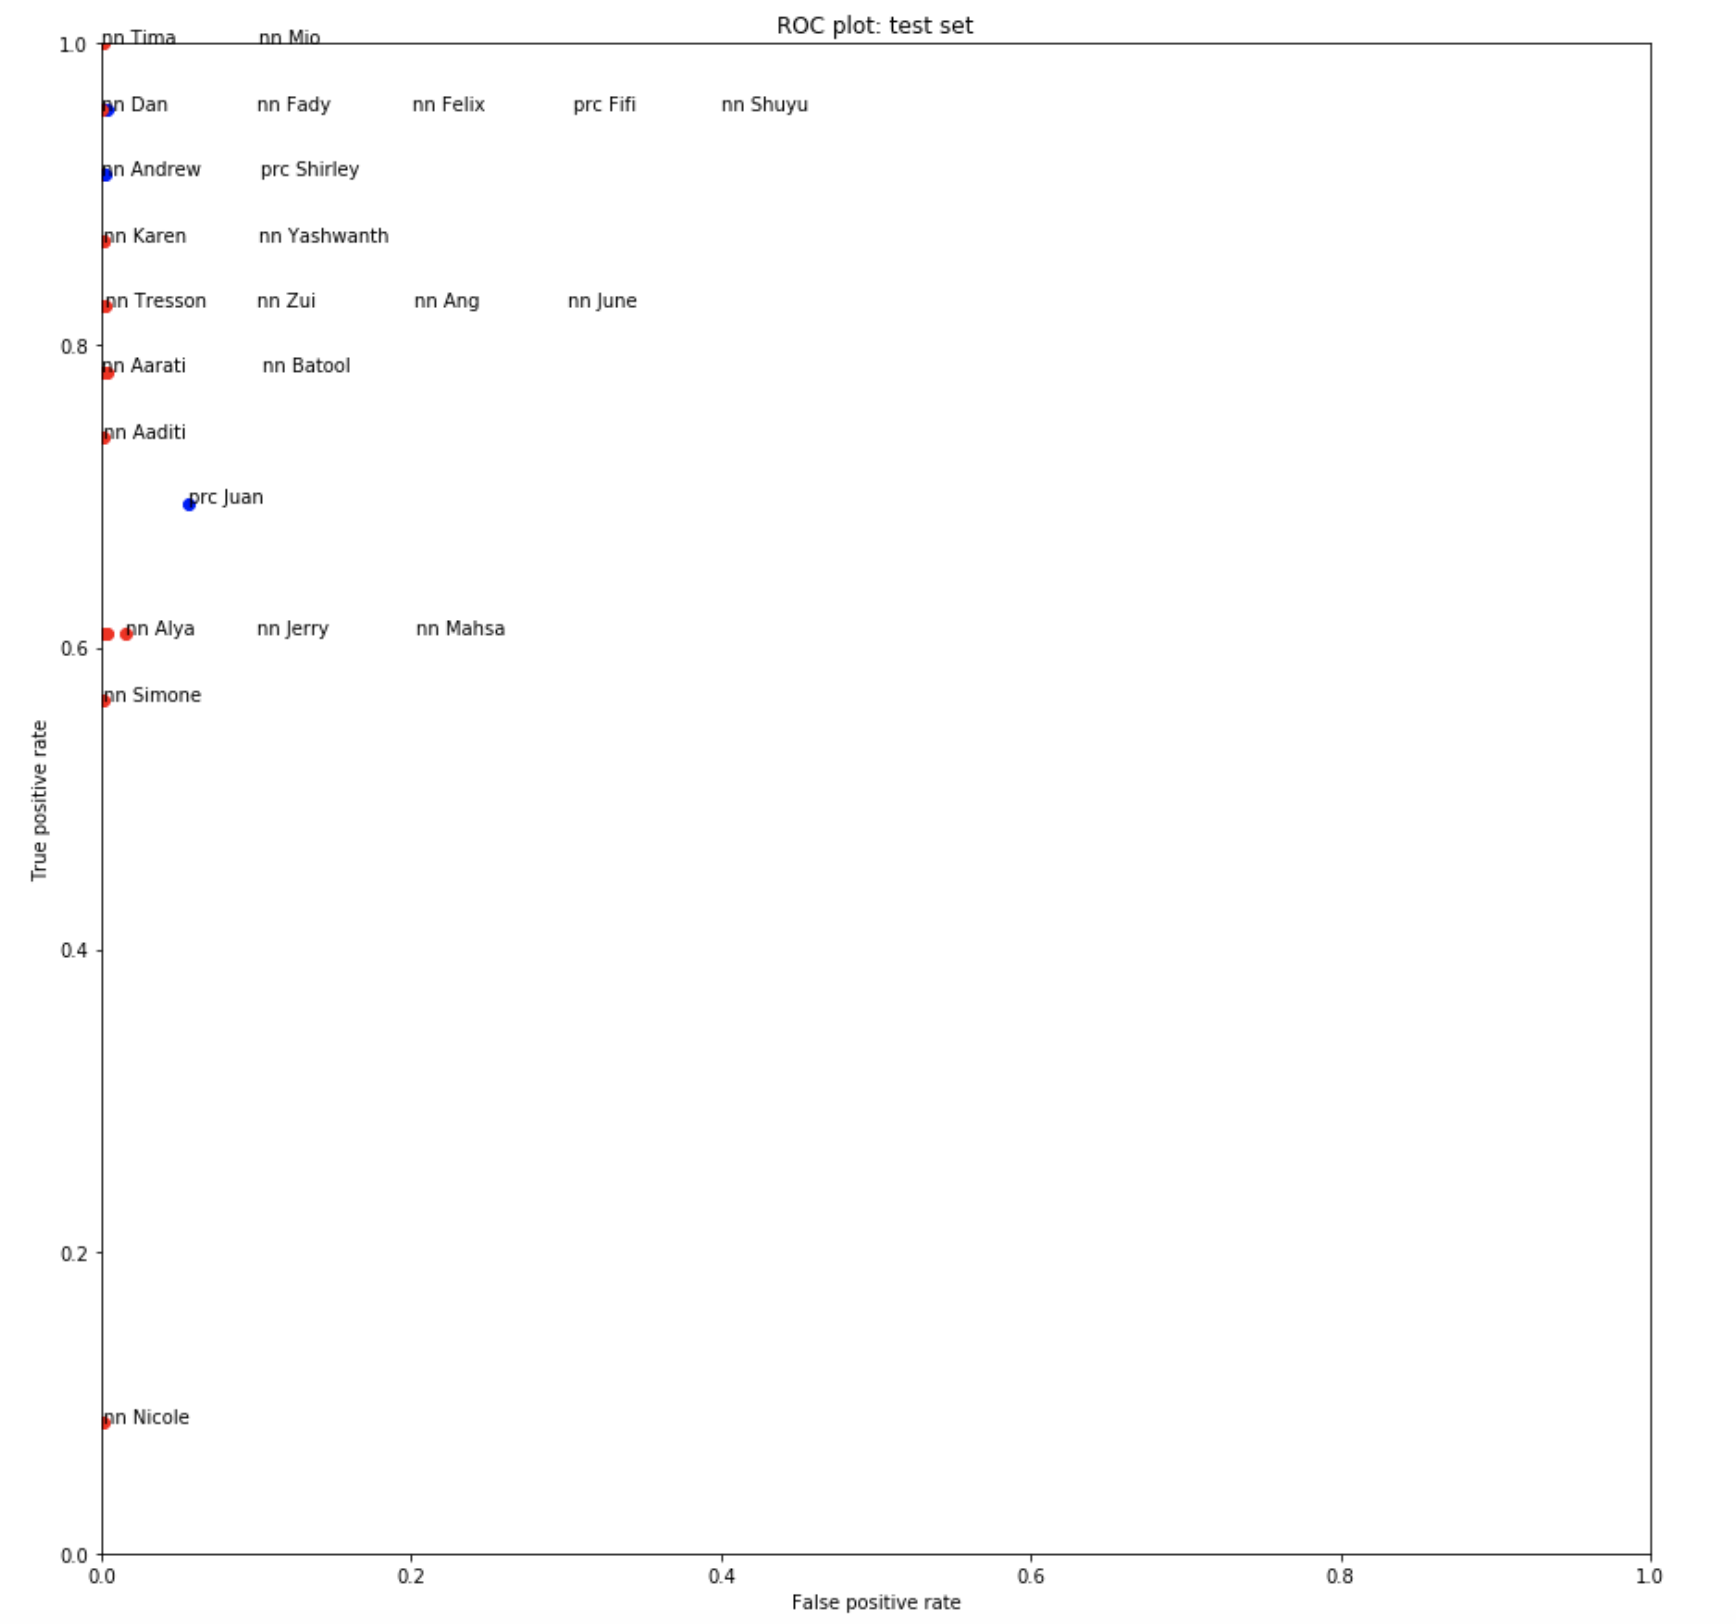 ROC plot: test set
nn Tima nn Mio
1.0
nn Dan nn Fady nn Felix prc Fifi nn Shuyu
nn Andrew prc Shirley
nn Karen nn Yashwanth
nn Tresson nn Zui nn Ang nn June
0.8
nn Aarati nn Batool
nn Aaditi
prc Juan
nn Alya nn Jerry nn Mahsa
0.6
nn Simone
True positive rate
0.4
0.2
nn Nicole
0.0
0.0 0.2 0.4 0.6 0.8 1.0
False positive rate